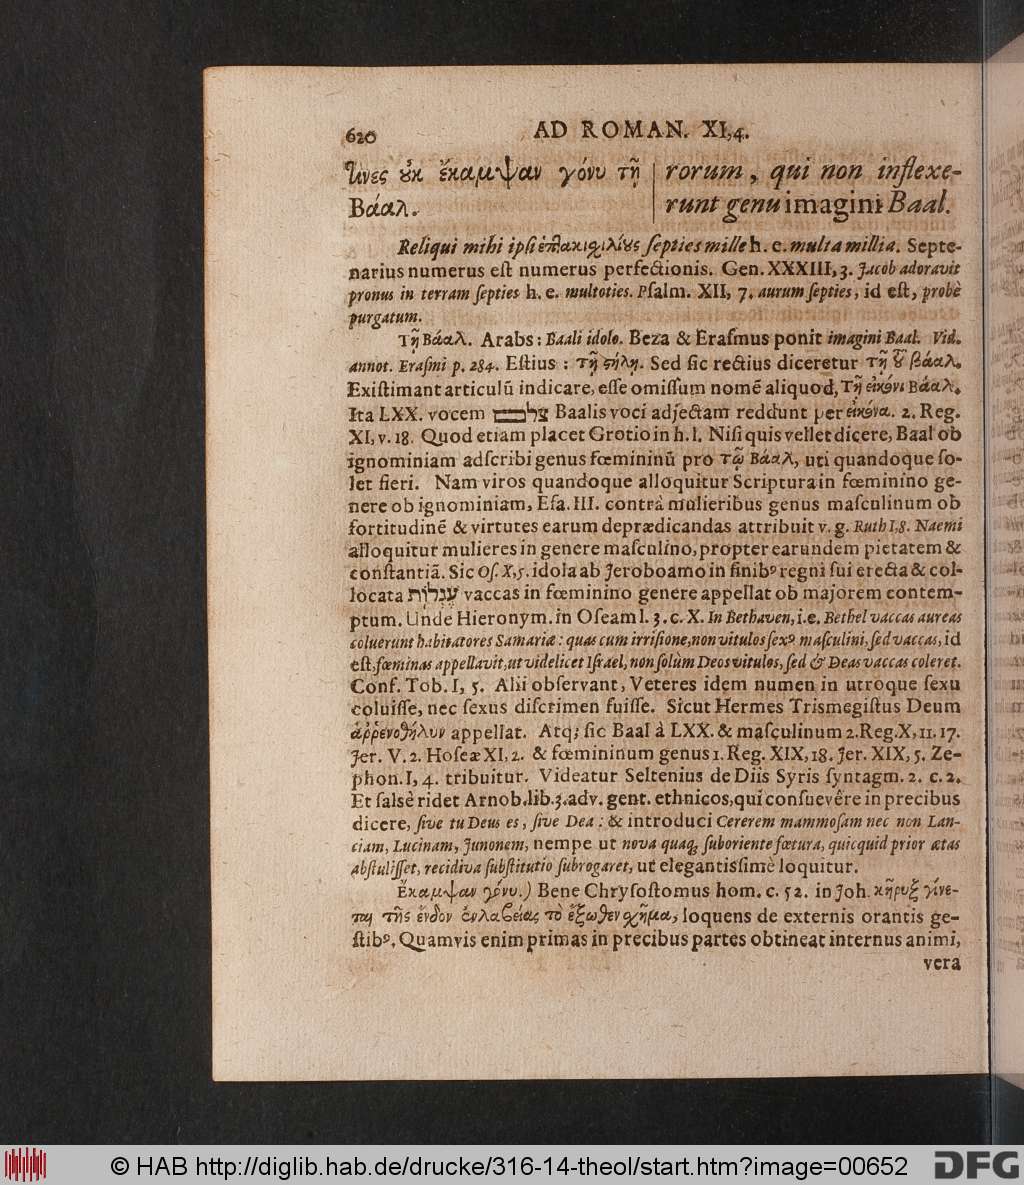 620 AD ROMAN. XI,4.
τινες ουκ ἔκαμψαν γόνυ τῇ
Βάαλ.
rorum, qui non inflexe-
runt genu imagini Baal.
Reliqui mihi ipsi ἑπτακιχιλίους septies mille h. e. multa millia. Septe-
narius numerus est numerus perfectionis. Gen. XXXIII, 3. Jacob adoravit
pronus in terram septies h. e. multoties. Psalm. XII, 7. aurum septies, id est, probè
purgatum.
Τῇ Βάαλ. Arabs: Baali idolo. Beza & Erasmus ponit imagini Baal. Vid.
annot. Erasmi p. 284. Estius: τῇ στήλῃ. Sed sic rectius diceretur τῇ τοῦ βάαλ.
Existimant articulū indicare, esse omissum nomē aliquod, Τῇ εἰκόνι Βάαλ.
Ita LXX. vocem Baalis voci adjectam reddunt per εἰκόνα. 2. Reg.
XI, v. 18. Quod etiam placet Grotio in h. l. Nisi quis vellet dicere, Baal ob
ignominiam adscribi genus fœmininū pro τῷ Βάαλ, uti quandoque so-
let fieri. Nam viros quandoque alloquitur Scriptura in fœminino ge-
nere ob ignominiam, Esa. III. contrà mulieribus genus masculinum ob
fortitudinē & virtutes earum deprædicandas attribuit v. g. Ruth I, 8. Naemi
alloquitur mulieres in genere masculino, propter earundem pietatem &
constantiā. Sic Os. X, 5. idola ab Jeroboamo in finibꝰ regni sui erecta & col-
locata עגלות vaccas in fœminino genere appellat ob majorem contem-
ptum. Unde Hieronym. in Oseam l. 3. c. X. In Bethaven, i.e. Bethel vaccas aureas
coluerunt habitatores Samariæ: quas cum irrisione, non vitulos sexꝰ masculini, sed vaccas, id
est, fœminas appellavit, ut videlicet Israel, non solùm Deos vitulos, sed & Deas vaccas coleret.
Conf. Tob. I, 5. Alii observant, Veteres idem numen in utroque sexu
coluisse, nec sexus discrimen fuisse. Sicut Hermes Trismegistus Deum
ἀῤῥενοθήλυν appellat. Atq; sic Baal à LXX. & masculinum 2. Reg. X, 11. 17.
Jer. V. 2. Hoseæ XI, 2. & fœmininum genus 1. Reg. XIX, 18. Jer. XIX, 5. Ze-
phon. I, 4. tribuitur. Videatur Seltenius de Diis Syris syntagm. 2. c. 2.
Et salsè ridet Arnob. lib. 3. adv. gent. ethnicos, qui consuevêre in precibus
dicere, sive tu Deus es, sive Dea: & introduci Cererem mammosam nec non Lan-
ciam, Lucinam, Junonem, nempe ut nova quaq; suboriente fœtura, quicquid prior ætas
abstulisset, recidiva substitutio subrogaret, ut elegantissimè loquitur.
Ἔκαμψαν γόνυ.) Bene Chrysostomus hom. c. 52. in Joh. κῆρυξ γίνε-
ται τῆς ἔνδον εὐλαβείας τὸ ἔξωθεν σχῆμα, loquens de externis orantis ge-
stibꝰ. Quamvis enim primas in precibus partes obtineat internus animi,
vera
© HAB http://diglib.hab.de/drucke/316-14-theol/start.htm?image=00652 DFG